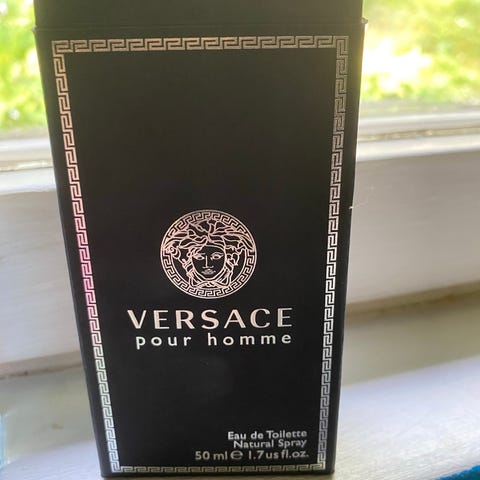 VERSACE
pour homme
Eau de Toilette
Natural Spray
50 ml ℮ 1.7 us fl.oz.